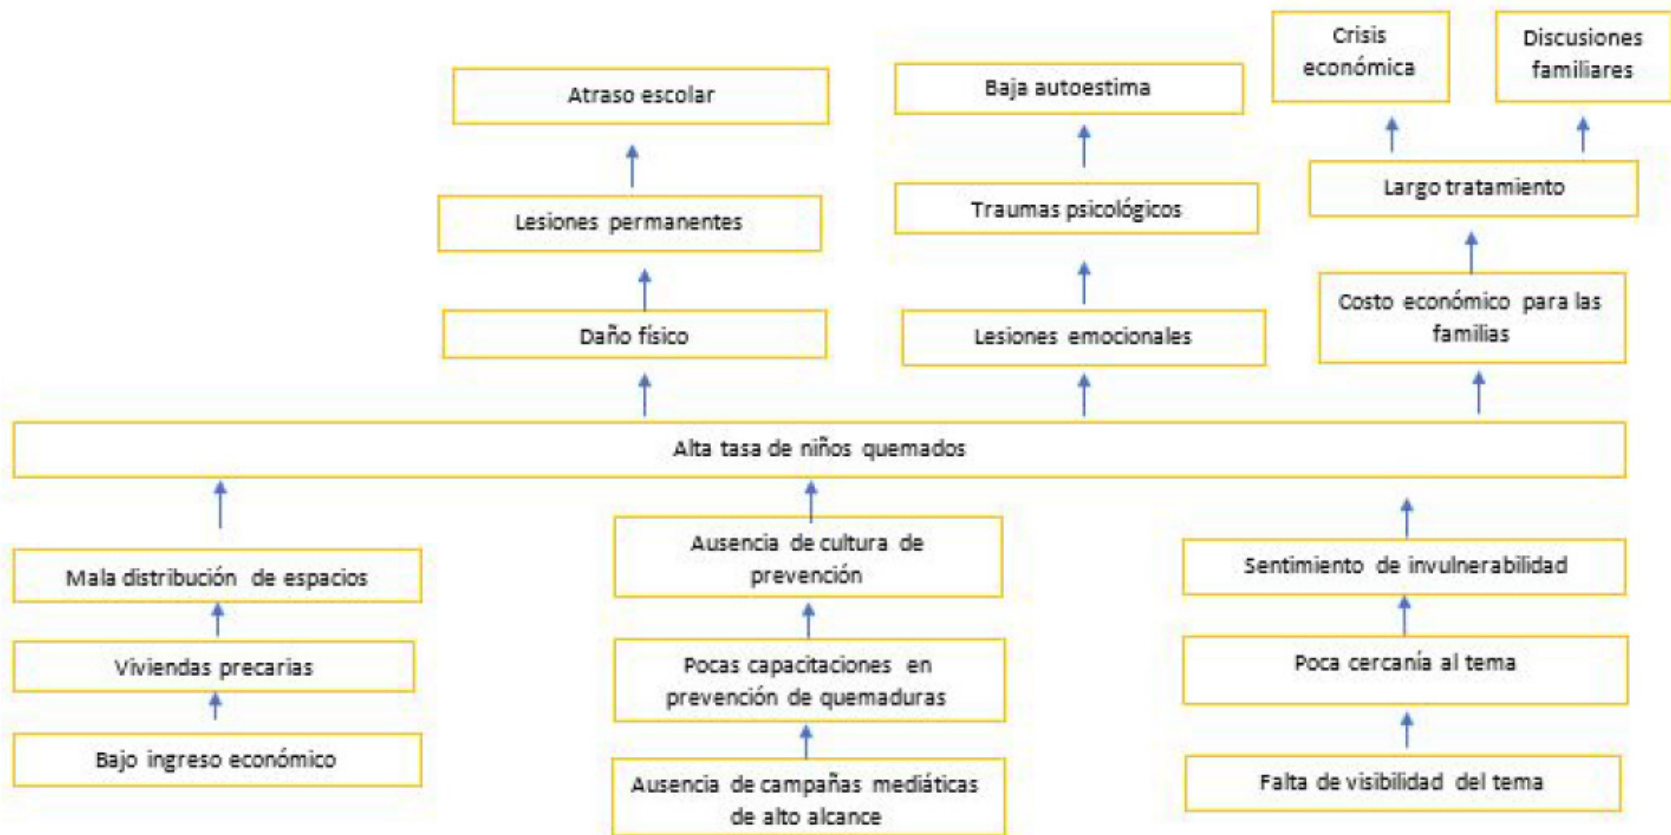 Crisis
económica
Discusiones
familiares
Atraso escolar
Baja autoestima
Lesiones permanentes
Traumas psicológicos
Largo tratamiento
Daño físico
Lesiones emocionales
Costo económico para las
familias
Alta tasa de niños quemados
Mala distribución de espacios
Ausencia de cultura de
prevención
Sentimiento de invulnerabilidad
Viviendas precarias
Pocas capacitaciones en
prevención de quemaduras
Poca cercanía al tema
Bajo ingreso económico
Ausencia de campañas mediáticas
de alto alcance
Falta de visibilidad del tema